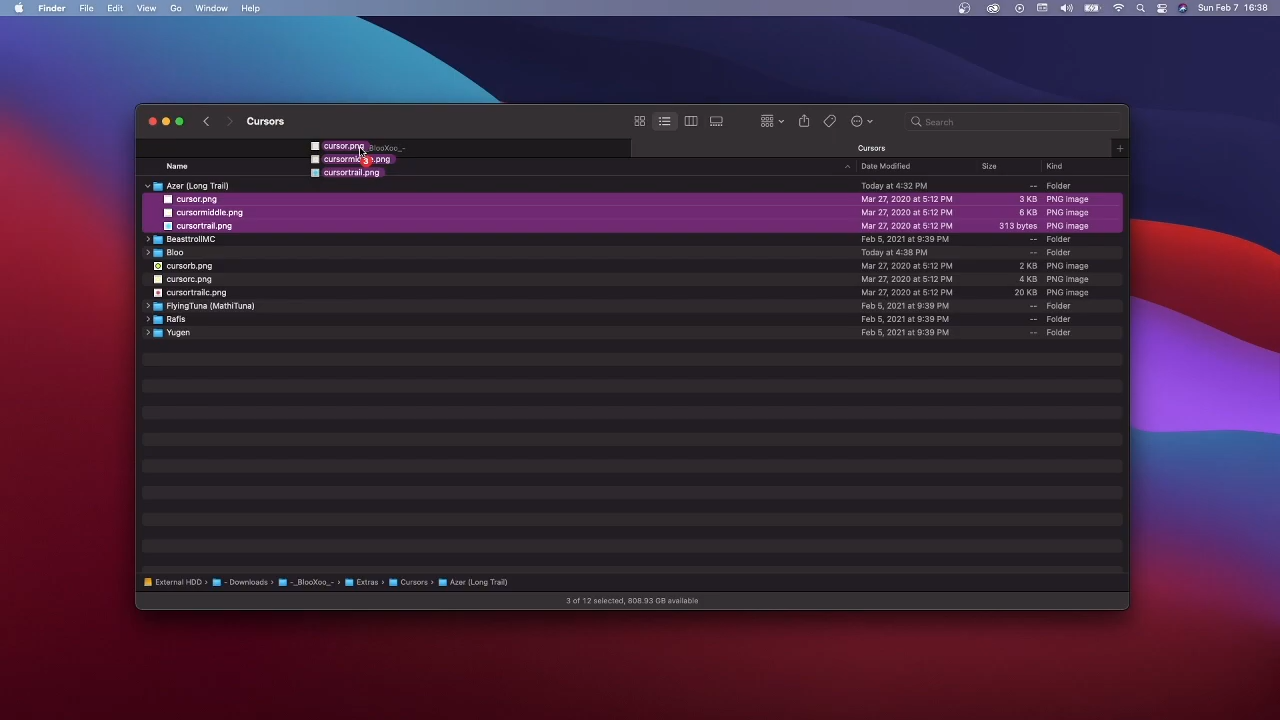 Finder File Edit View Go Window Help Sun Feb 7 16:38
Cursors Search
cursor.png _BlooXoo_- Cursors
3
cursortrail.png
Name Date Modified Size Kind
Azer (Long Trail) Today at 4:32 PM -- Folder
cursor.png Mar 27, 2020 at 5:12 PM 3 KB PNG image
cursormiddle.png Mar 27, 2020 at 5:12 PM 6 KB PNG image
cursortrail.png Mar 27, 2020 at 5:12 PM 313 bytes PNG image
BeasttrollMC Feb 5, 2021 at 9:39 PM -- Folder
Bloo Today at 4:38 PM -- Folder
cursorb.png Mar 27, 2020 at 5:12 PM 2 KB PNG image
cursorc.png Mar 27, 2020 at 5:12 PM 4 KB PNG image
cursortrailc.png Mar 27, 2020 at 5:12 PM 20 KB PNG image
FlyingTuna (MathiTuna) Feb 5, 2021 at 9:39 PM -- Folder
Rafis Feb 5, 2021 at 9:39 PM -- Folder
Yugen Feb 5, 2021 at 9:39 PM -- Folder
External HDD › - Downloads › -_BlooXoo_- › Extras › Cursors › Azer (Long Trail)
3 of 12 selected, 808.93 GB available